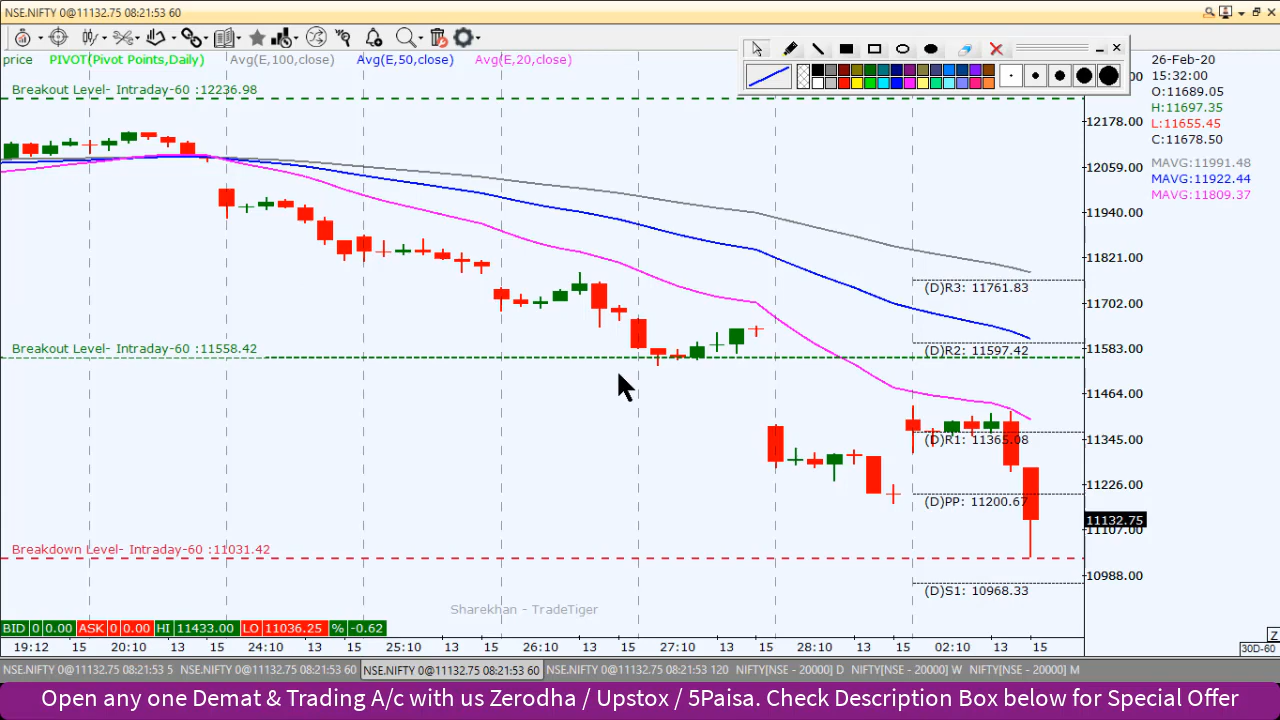 NSE.NIFTY 0@11132.75 08:21:53 60
price PIVOT(Pivot Points,Daily) Avg(E,100,close) Avg(E,50,close) Avg(E,20,close)
26-Feb-20
15:32:00
O:11689.05
H:11697.35
L:11655.45
C:11678.50
MAVG:11991.48
MAVG:11922.44
MAVG:11809.37
Breakout Level- Intraday-60 :12236.98
12178.00
12059.00
11940.00
11821.00
(D)R3: 11761.83
11702.00
Breakout Level- Intraday-60 :11558.42
(D)R2: 11597.42
11583.00
11464.00
(D)R1: 11365.08
11345.00
11226.00
(D)PP: 11200.67
11132.75
11107.00
Breakdown Level- Intraday-60 :11031.42
10988.00
(D)S1: 10968.33
Sharekhan - TradeTiger
BID 0 0.00 ASK 0 0.00 HI 11433.00 LO 11036.25 % -0.62
Z
19:12 15 20:10 13 15 24:10 13 15 25:10 13 15 26:10 13 15 27:10 13 15 28:10 13 15 02:10 13 15
30D-60
NSE.NIFTY 0@11132.75 08:21:53 5 NSE.NIFTY 0@11132.75 08:21:53 60 NSE.NIFTY 0@11132.75 08:21:53 60 NSE.NIFTY 0@11132.75 08:21:53 120 NIFTY[NSE - 20000] D NIFTY[NSE - 20000] W NIFTY[NSE - 20000] M
Open any one Demat & Trading A/c with us Zerodha / Upstox / 5Paisa. Check Description Box below for Special Offer